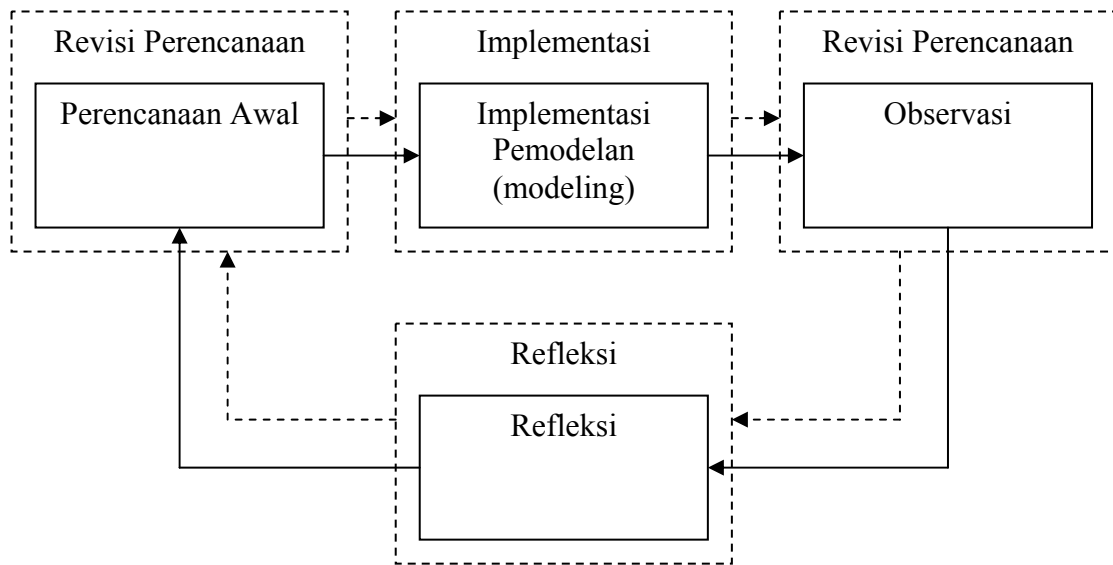 Revisi Perencanaan
Perencanaan Awal
Implementasi
Implementasi
Pemodelan
(modeling)
Revisi Perencanaan
Observasi
Refleksi
Refleksi